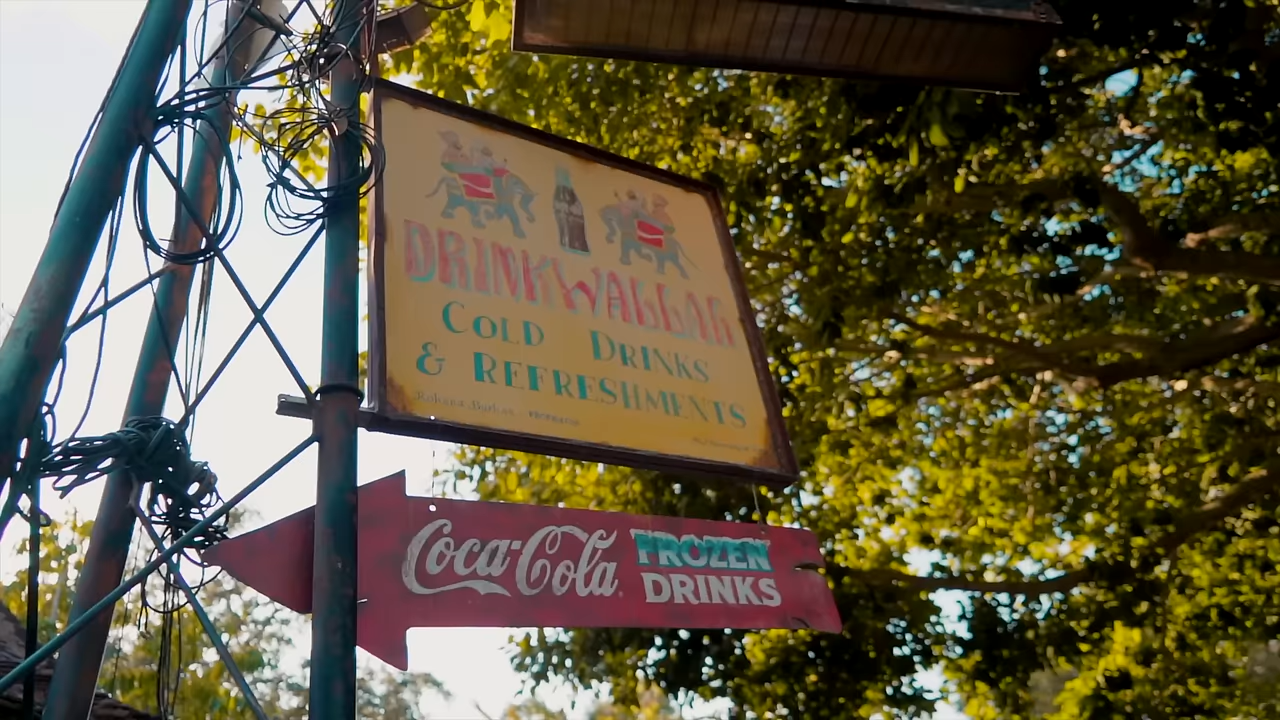 DRINKWALLAH
COLD DRINKS
& REFRESHMENTS
Coca-Cola FROZEN
DRINKS